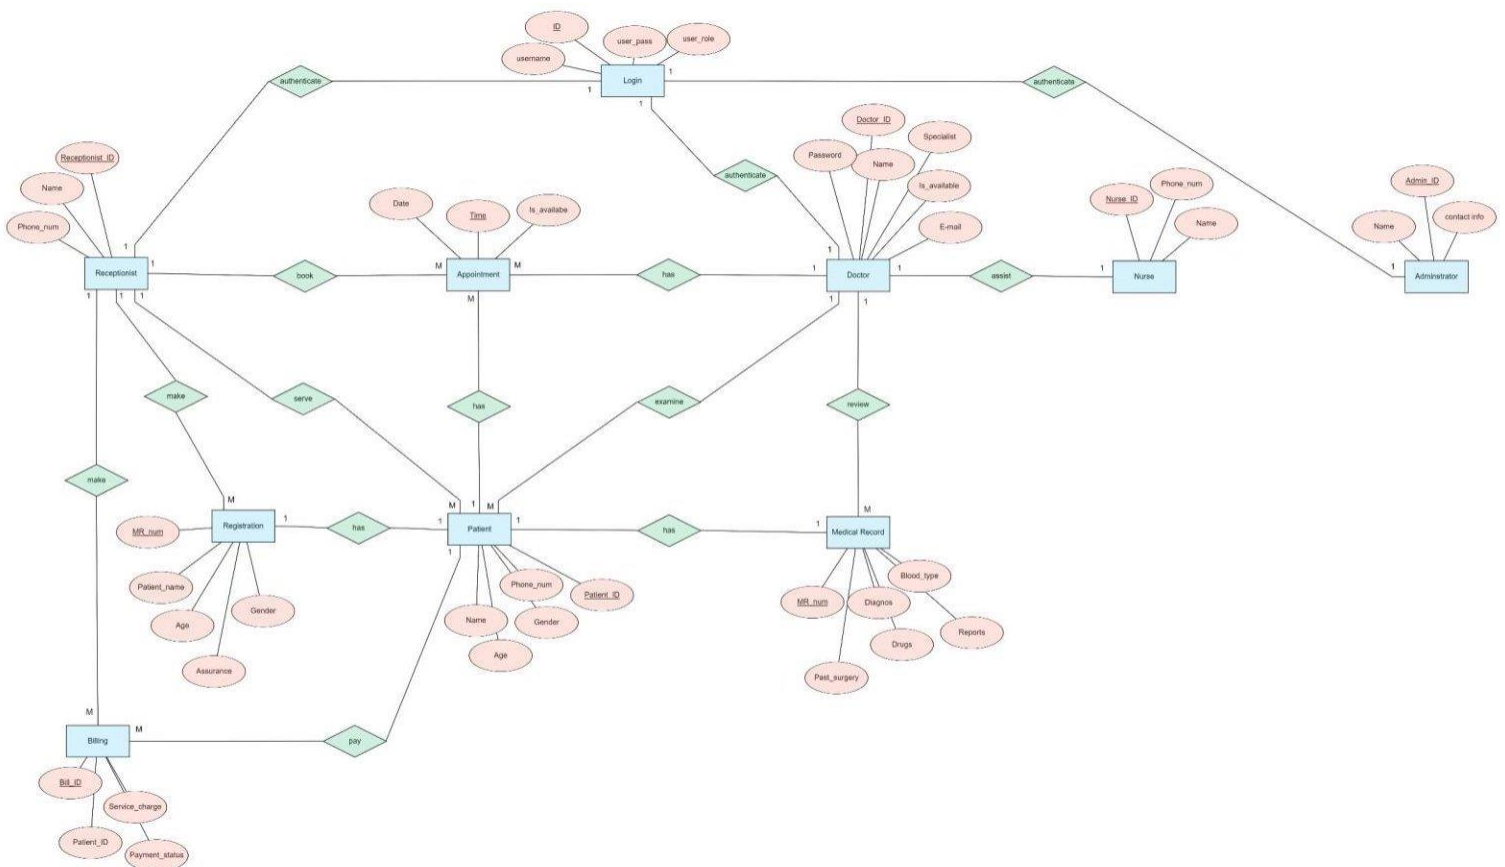 ID
user_pass
user_role
username
authenticate
Login
1
1
1
authenticate
Doctor_ID
Specialist
Password
Name
authenticate
Is_available
E-mail
Receptionist_ID
Name
Phone_num
Date
Time
Is_availabe
Nurse_ID
Phone_num
Name
Admin_ID
Name
contact info
1
Receptionist
1
book
M
Appointment
M
has
1
1
Doctor
1
assist
1
Nurse
1
Adminstrator
1
1
1
M
1
1
make
serve
has
examine
review
make
M
Registration
1
has
1
M
1
M
Patient
1
has
1
M
Medical Record
1
MR_num
Patient_name
Age
Gender
Assurance
Phone_num
Patient_ID
Name
Gender
Age
Blood_type
MR_num
Diagnos
Drugs
Reports
Past_surgery
M
Billing
M
pay
Bill_ID
Service_charge
Patient_ID
Payment_status